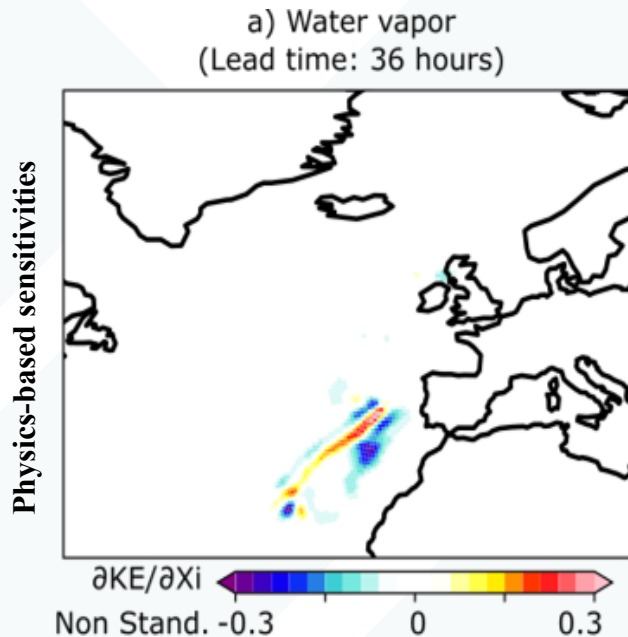 a) Water vapor
(Lead time: 36 hours)
Physics-based sensitivities
∂KE/∂Xi
Non Stand. -0.3 0 0.3